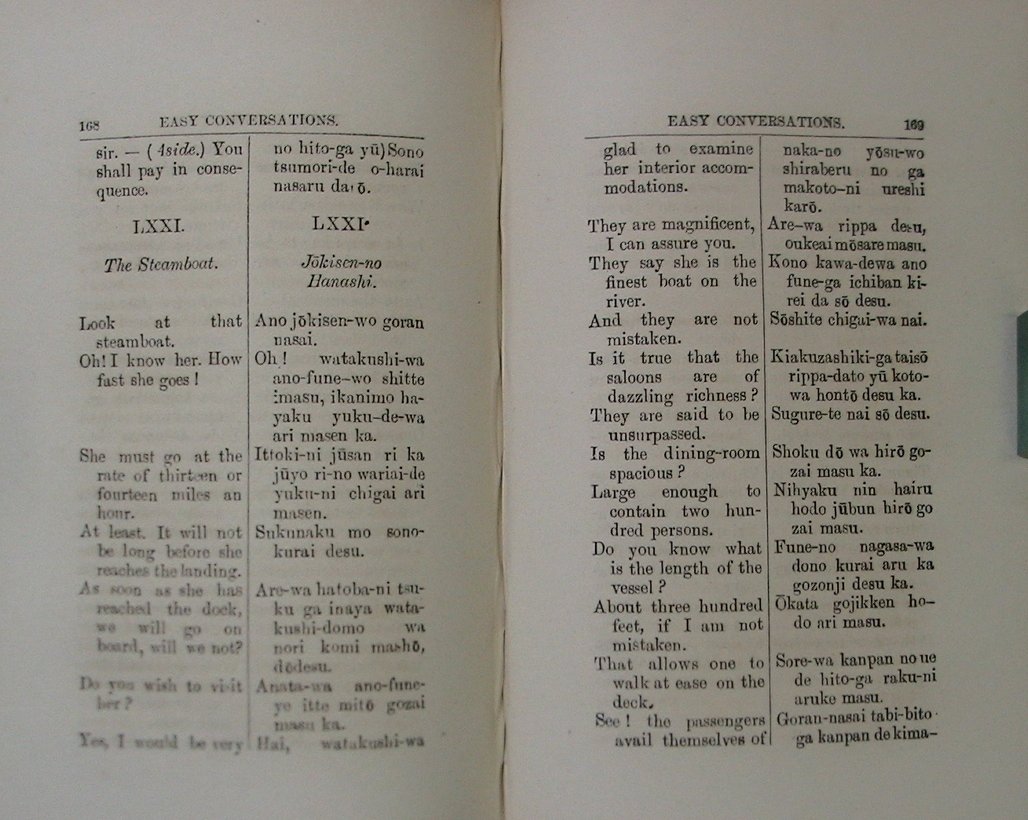 168 EASY CONVERSATIONS.
sir. — (Aside.) You
shall pay in conse-
quence.
LXXI.
The Steamboat.
Look at that
steamboat.
Oh! I know her. How
fast she goes !
She must go at the
rate of thirteen or
fourteen miles an
hour.
At least. It will not
be long before she
reaches the landing.
As soon as she has
reached the dock,
we will go on
board, will we not?
Do you wish to visit
her ?
Yes, I would be very
no hito-ga yū) Sono
tsumori-de o-harai
nasaru darō.
LXXI.
Jōkisen-no
Hanashi.
Ano jōkisen-wo goran
nasai.
Oh ! watakushi-wa
ano-fune-wo shitte
imasu, ikanimo ha-
yaku yuku-de-wa
ari masen ka.
Ittoki-ni jūsan ri ka
jūyo ri-no wariai-de
yuku-ni chigai ari
masen.
Sukunaku mo sono-
kurai desu.
Are-wa hatoba-ni tsu-
ku ga inaya wata-
kushi-domo wa
nori komi mashō,
dōdesu.
Anata-wa ano-fune-
ye itte mitō gozai
masu ka.
Hai, watakushi-wa
EASY CONVERSATIONS. 169
glad to examine
her interior accom-
modations.
They are magnificent,
I can assure you.
They say she is the
finest boat on the
river.
And they are not
mistaken.
Is it true that the
saloons are of
dazzling richness ?
They are said to be
unsurpassed.
Is the dining-room
spacious ?
Large enough to
contain two hun-
dred persons.
Do you know what
is the length of the
vessel ?
About three hundred
feet, if I am not
mistaken.
That allows one to
walk at ease on the
deck.
See ! the passengers
avail themselves of
naka-no yōsu-wo
shiraberu no ga
makoto-ni ureshi
karō.
Are-wa rippa desu,
oukeai mōsare masu.
Kono kawa-dewa ano
fune-ga ichiban ki-
rei da sō desu.
Sōshite chigai-wa nai.
Kiakuzashiki-ga taisō
rippa-dato yū koto-
wa hontō desu ka.
Sugure-te nai sō desu.
Shoku dō wa hirō go-
zai masu ka.
Nihyaku nin hairu
hodo jūbun hirō go
zai masu.
Fune-no nagasa-wa
dono kurai aru ka
gozonji desu ka.
Ōkata gojikken ho-
do ari masu.
Sore-wa kanpan no ue
de hito-ga raku-ni
aruke masu.
Goran-nasai tabi-bito
ga kanpan de kima-